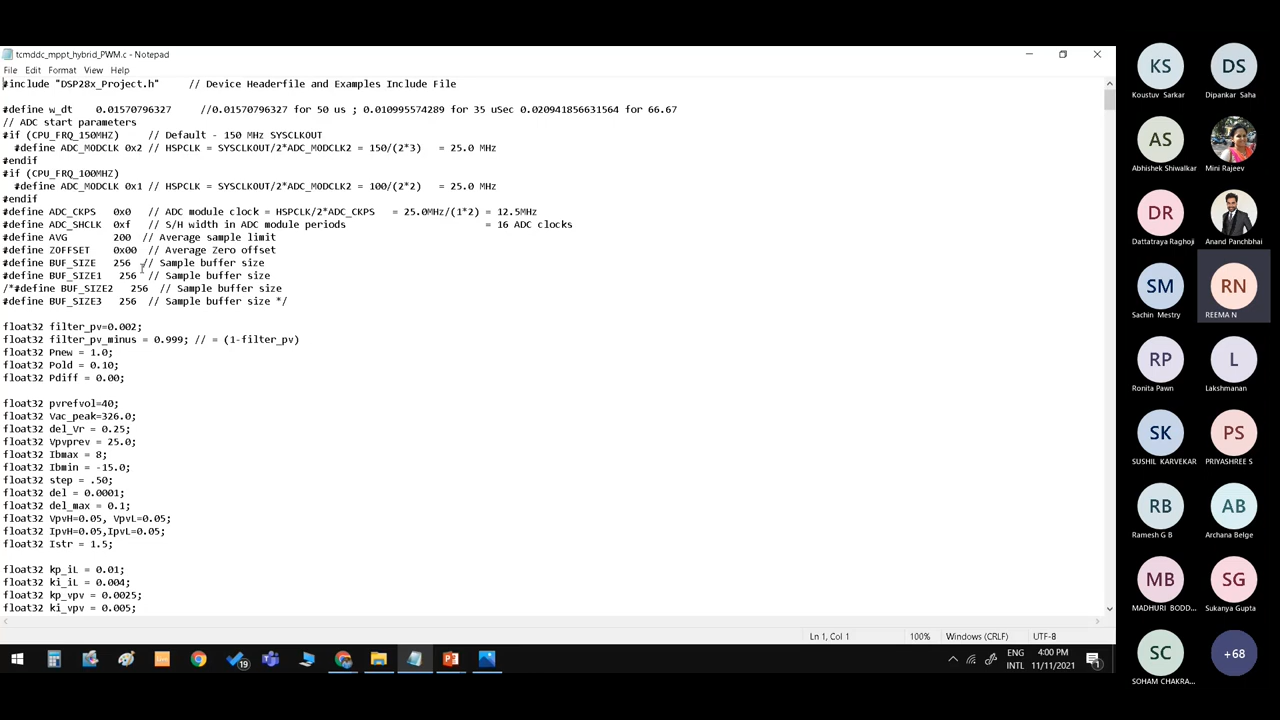 tcmddc_mppt_hybrid_PWM.c - Notepad
File Edit Format View Help
#include "DSP28x_Project.h" // Device Headerfile and Examples Include File
#define w_dt 0.01570796327 //0.01570796327 for 50 us ; 0.010995574289 for 35 uSec 0.020941856631564 for 66.67
// ADC start parameters
#if (CPU_FRQ_150MHZ) // Default - 150 MHz SYSCLKOUT
#define ADC_MODCLK 0x2 // HSPCLK = SYSCLKOUT/2*ADC_MODCLK2 = 150/(2*3) = 25.0 MHz
#endif
#if (CPU_FRQ_100MHZ)
#define ADC_MODCLK 0x1 // HSPCLK = SYSCLKOUT/2*ADC_MODCLK2 = 100/(2*2) = 25.0 MHz
#endif
#define ADC_CKPS 0x0 // ADC module clock = HSPCLK/2*ADC_CKPS = 25.0MHz/(1*2) = 12.5MHz
#define ADC_SHCLK 0xf // S/H width in ADC module periods = 16 ADC clocks
#define AVG 200 // Average sample limit
#define ZOFFSET 0x00 // Average Zero offset
#define BUF_SIZE 256 // Sample buffer size
#define BUF_SIZE1 256 // Sample buffer size
/*#define BUF_SIZE2 256 // Sample buffer size
#define BUF_SIZE3 256 // Sample buffer size */
float32 filter_pv=0.002;
float32 filter_pv_minus = 0.999; // = (1-filter_pv)
float32 Pnew = 1.0;
float32 Pold = 0.10;
float32 Pdiff = 0.00;
float32 pvrefvol=40;
float32 Vac_peak=326.0;
float32 del_Vr = 0.25;
float32 Vpvprev = 25.0;
float32 Ibmax = 8;
float32 Ibmin = -15.0;
float32 step = .50;
float32 del = 0.0001;
float32 del_max = 0.1;
float32 VpvH=0.05, VpvL=0.05;
float32 IpvH=0.05,IpvL=0.05;
float32 Istr = 1.5;
float32 kp_iL = 0.01;
float32 ki_iL = 0.004;
float32 kp_vpv = 0.0025;
float32 ki_vpv = 0.005;
Ln 1, Col 1 100% Windows (CRLF) UTF-8
19
ENG
INTL
4:00 PM
11/11/2021
1
KS DS
Koustuv Sarkar Dipankar Saha
AS
Abhishek Shiwalkar Mini Rajeev
DR
Dattatraya Raghoji Anand Panchbhai
SM RN
Sachin Mestry REEMA N
RP L
Ronita Pawn Lakshmanan
SK PS
SUSHIL KARVEKAR PRIYASHREE S
RB AB
Ramesh G B Archana Belge
MB SG
MADHURI BODD... Sukanya Gupta
SC +68
SOHAM CHAKRA...